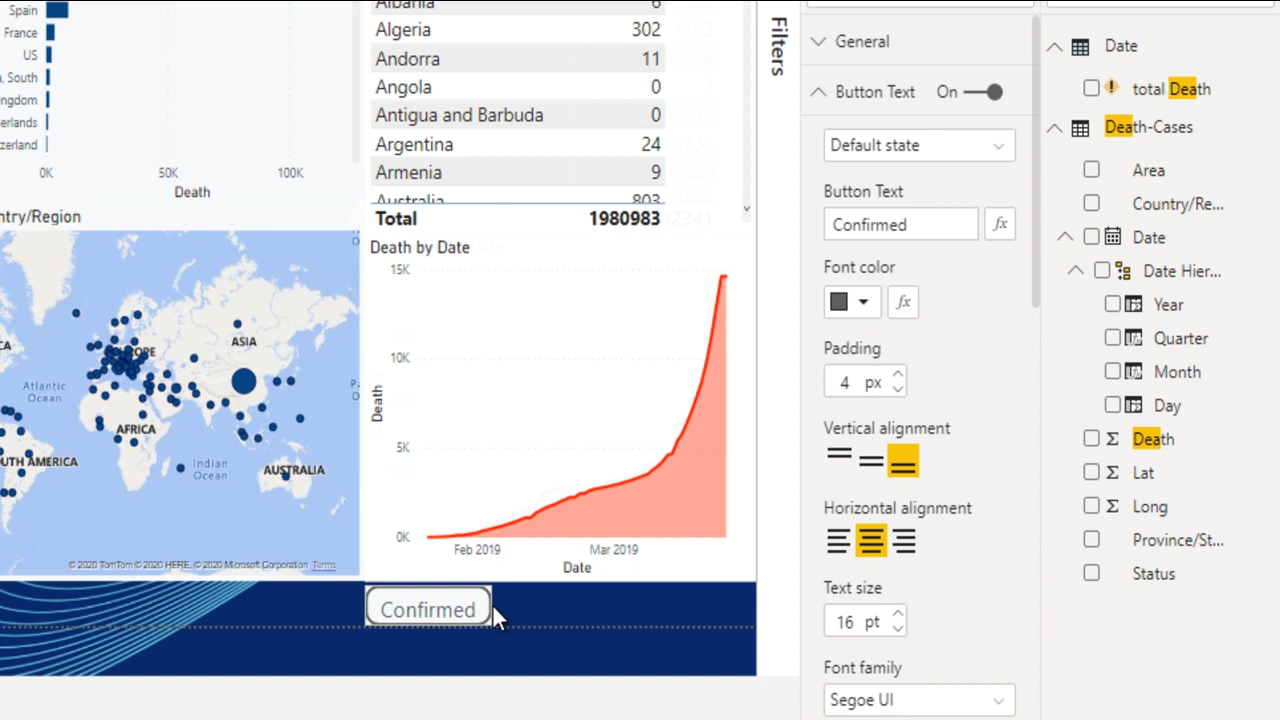 Spain
France
US
, South
ngdom
erlands
zerland
0K 50K 100K
Death
ntry/Region
ASIA
OPE
Atlantic
Ocean
AFRICA
UTH AMERICA
Indian
Ocean
AUSTRALIA
© 2020 TomTom © 2020 HERE, © 2020 Microsoft Corporation Terms
Albania 6
Algeria 302
Andorra 11
Angola 0
Antigua and Barbuda 0
Argentina 24
Armenia 9
Australia 803
Total 1980983
Death by Date
15K
10K
5K
0K
Death
Feb 2019 Mar 2019
Date
Confirmed
Filters
General
Button Text On
Default state
Button Text
Confirmed fx
Font color
fx
Padding
4 px
Vertical alignment
Horizontal alignment
Text size
16 pt
Font family
Segoe UI
Date
total Death
Death-Cases
Area
Country/Re...
Date
Date Hier...
Year
Quarter
Month
Day
Σ Death
Σ Lat
Σ Long
Province/St...
Status